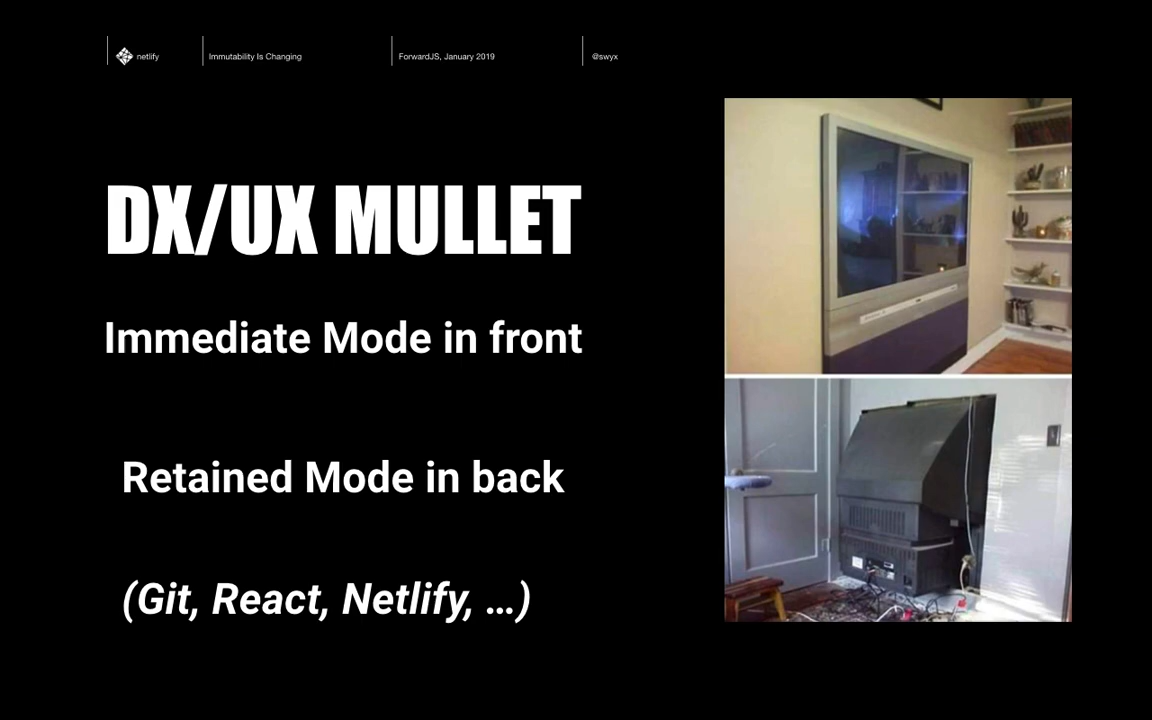 netlify
Immutability Is Changing
ForwardJS, January 2019
@swyx
DX/UX MULLET
Immediate Mode in front
Retained Mode in back
(Git, React, Netlify, ...)